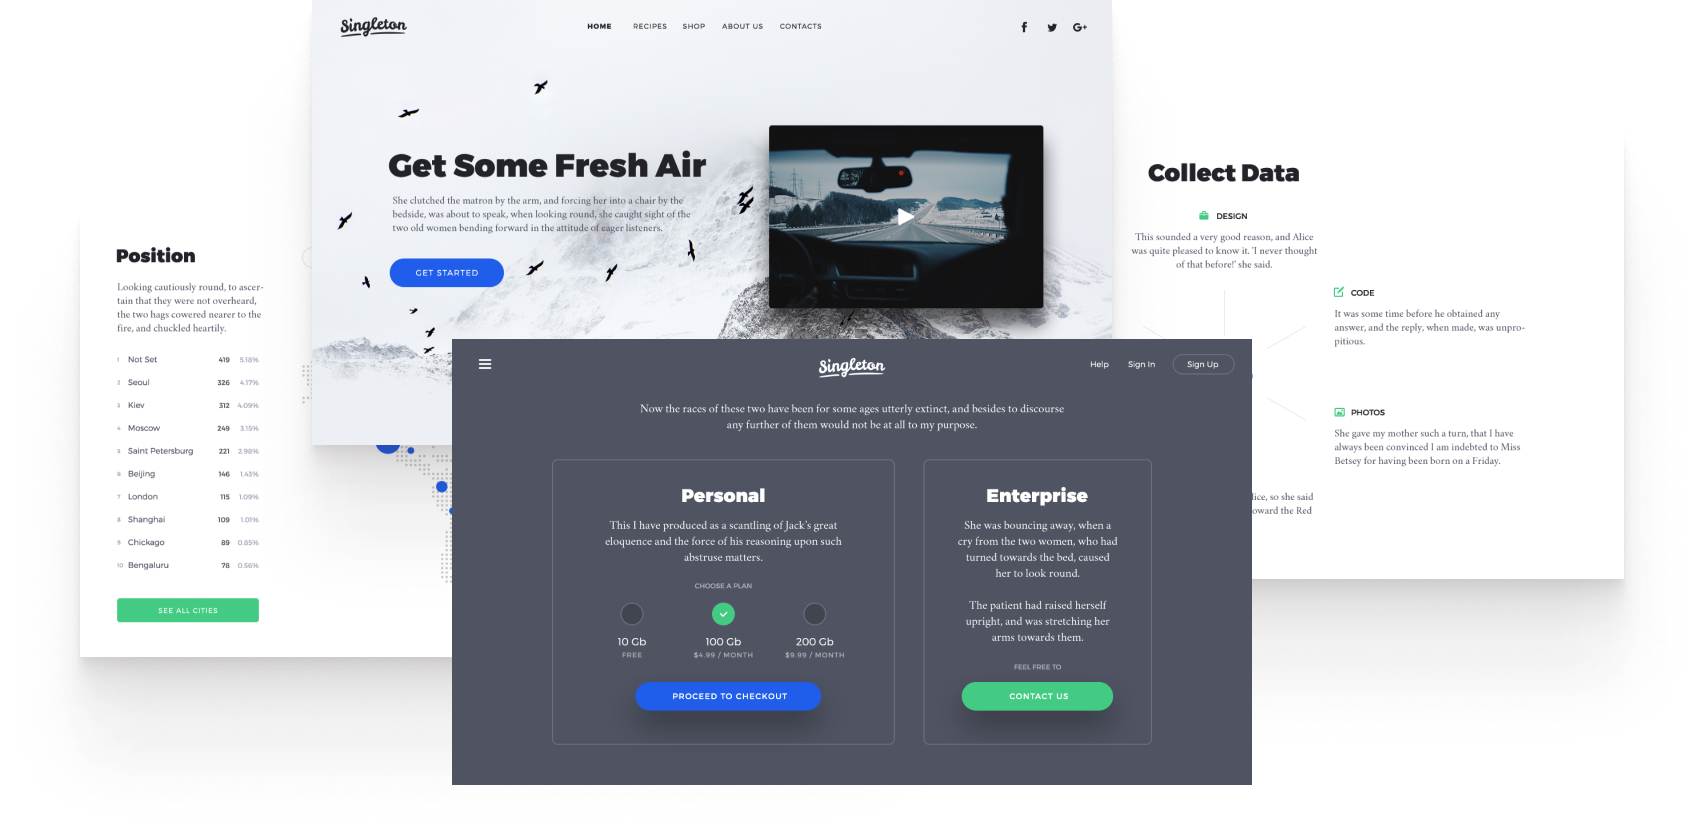 Singleton
HOME RECIPES SHOP ABOUT US CONTACTS
G+
Get Some Fresh Air
She clutched the matron by the arm, and forcing her into a chair by the
bedside, was about to speak, when looking round, she caught sight of the
two old women bending forward in the attitude of eager listeners.
GET STARTED
Position
Looking cautiously round, to ascer-
tain that they were not overheard,
the two hags cowered nearer to the
fire, and chuckled heartily.
1 Not Set 419 5.18%
2 Seoul 326 4.17%
3 Kiev 312 4.09%
4 Moscow 249 3.15%
5 Saint Petersburg 221 2.98%
6 Beijing 146 1.43%
7 London 115 1.09%
8 Shanghai 109 1.01%
9 Chickago 89 0.85%
10 Bengaluru 78 0.56%
SEE ALL CITIES
Collect Data
DESIGN
This sounded a very good reason, and Alice
was quite pleased to know it. 'I never thought
of that before!' she said.
CODE
It was some time before he obtained any
answer, and the reply, when made, was unpro-
pitious.
PHOTOS
She gave my mother such a turn, that I have
always been convinced I am indebted to Miss
Betsey for having been born on a Friday.
lice, so she said
oward the Red
Singleton
Help Sign In Sign Up
Now the races of these two have been for some ages utterly extinct, and besides to discourse
any further of them would not be at all to my purpose.
Personal
This I have produced as a scantling of Jack's great
eloquence and the force of his reasoning upon such
abstruse matters.
CHOOSE A PLAN
10 Gb 100 Gb 200 Gb
FREE $4.99 / MONTH $9.99 / MONTH
PROCEED TO CHECKOUT
Enterprise
She was bouncing away, when a
cry from the two women, who had
turned towards the bed, caused
her to look round.
The patient had raised herself
upright, and was stretching her
arms towards them.
FEEL FREE TO
CONTACT US